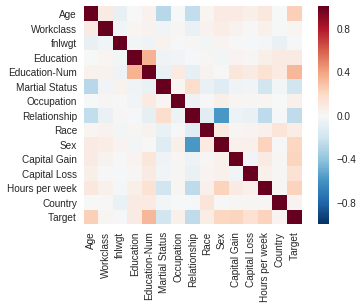 Age
Workclass
fnlwgt
Education
Education-Num
Martial Status
Occupation
Relationship
Race
Sex
Capital Gain
Capital Loss
Hours per week
Country
Target
Age
Workclass
fnlwgt
Education
Education-Num
Martial Status
Occupation
Relationship
Race
Sex
Capital Gain
Capital Loss
Hours per week
Country
Target
0.8
0.4
0.0
−0.4
−0.8